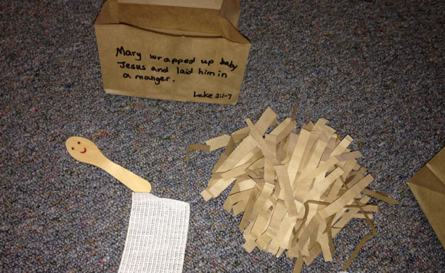 Mary wrapped up baby
Jesus and laid him in
a manger.
Luke 2:1-7